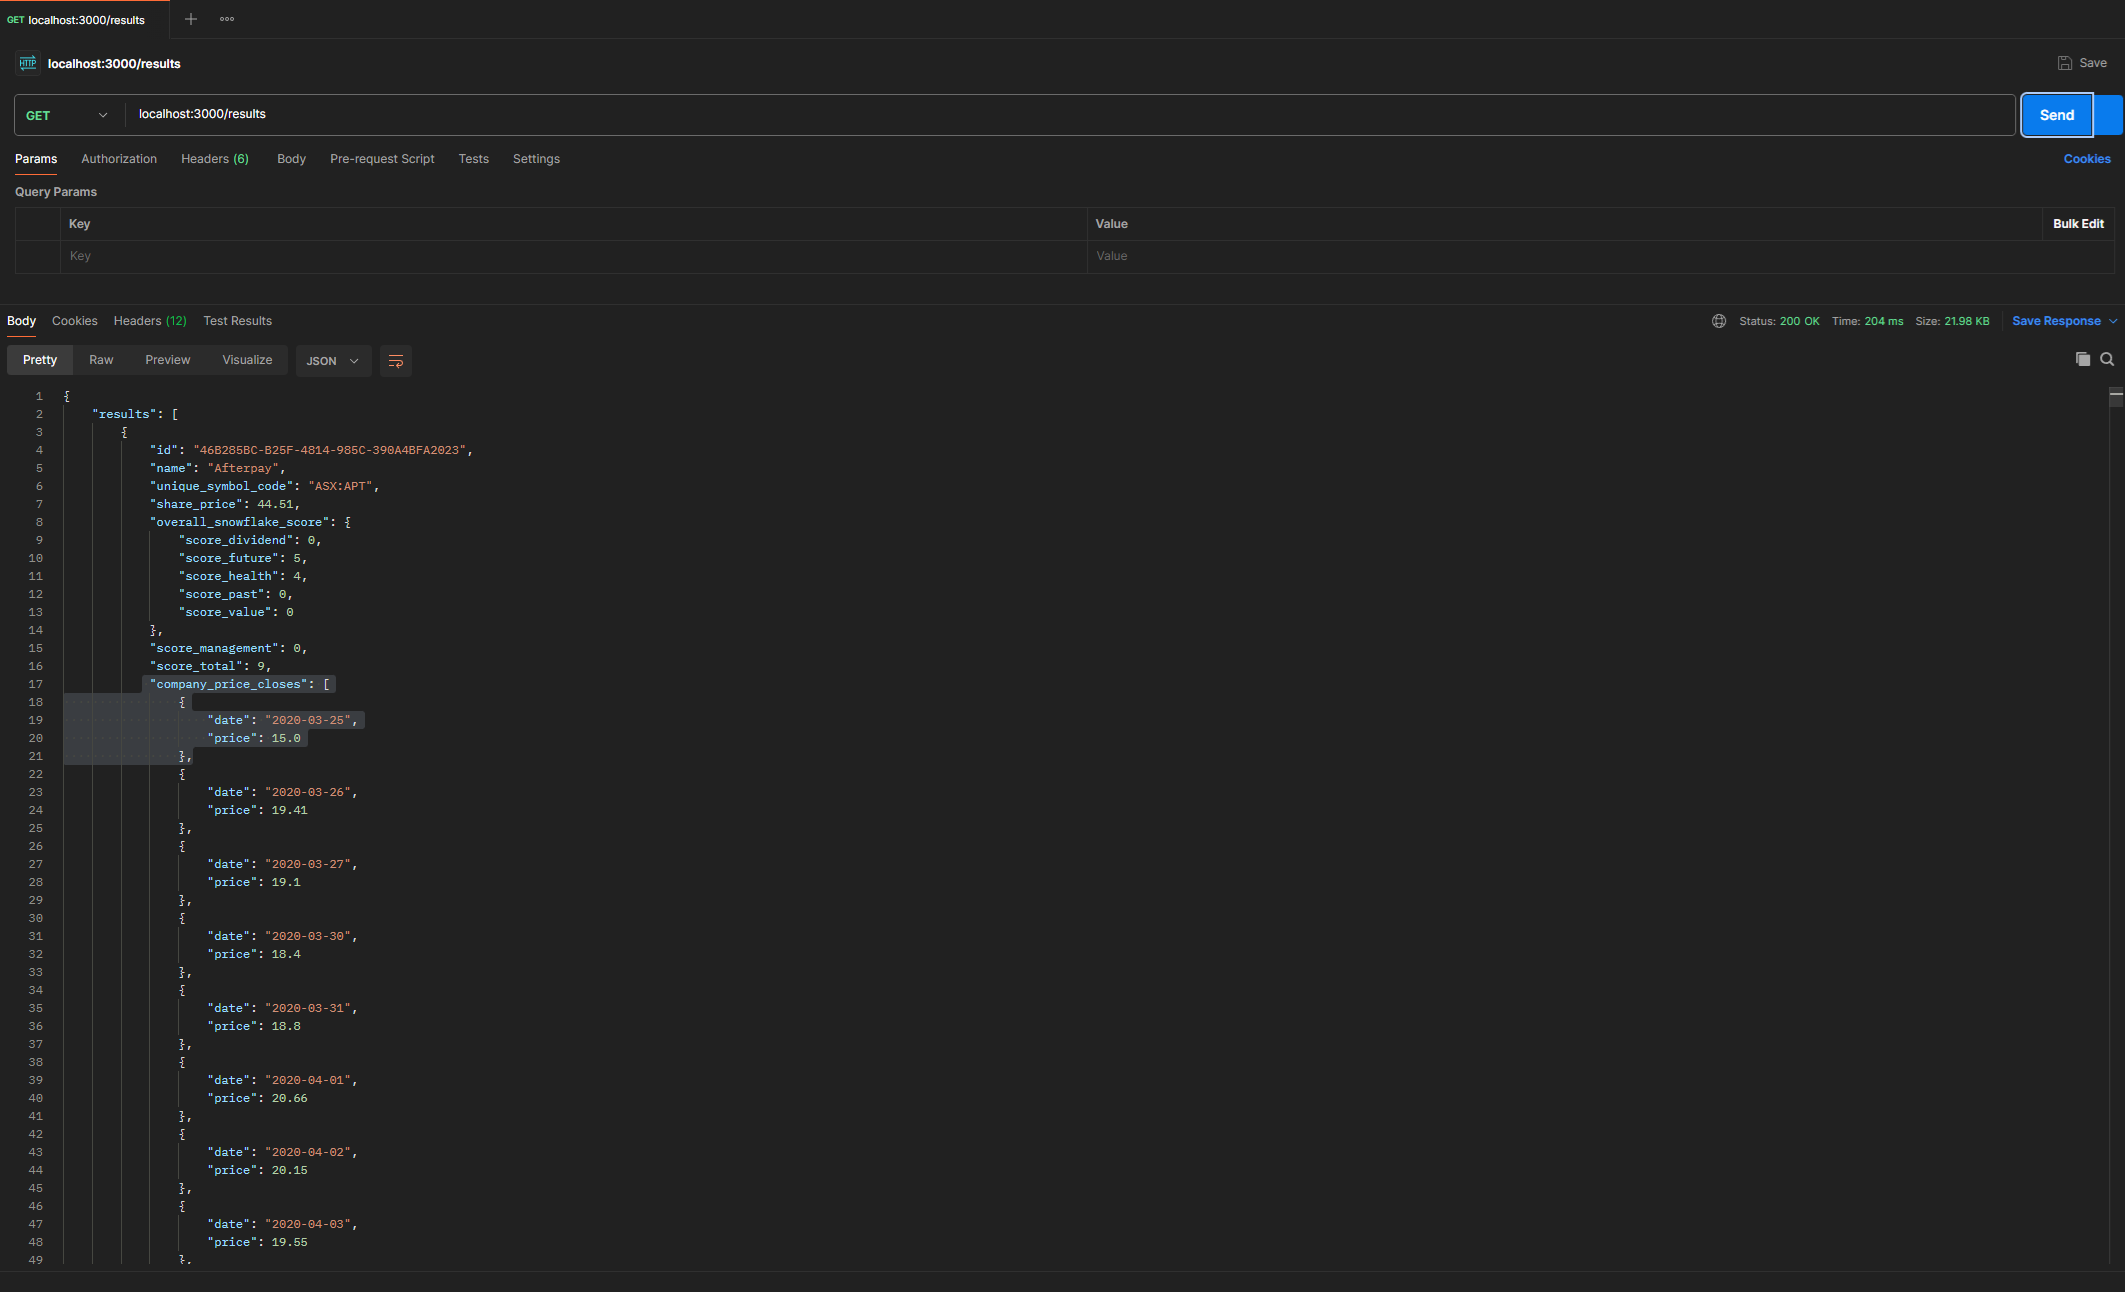 GET localhost:3000/results
HTTP localhost:3000/results
Save
GET localhost:3000/results
Send
Params Authorization Headers (6) Body Pre-request Script Tests Settings
Cookies
Query Params
Key Value Bulk Edit
Key Value
Body Cookies Headers (12) Test Results
Status: 200 OK Time: 204 ms Size: 21.98 KB Save Response
Pretty Raw Preview Visualize JSON
1 {
2 "results": [
3 {
4 "id": "46B285BC-B25F-4814-985C-390A4BFA2023",
5 "name": "Afterpay",
6 "unique_symbol_code": "ASX:APT",
7 "share_price": 44.51,
8 "overall_snowflake_score": {
9 "score_dividend": 0,
10 "score_future": 5,
11 "score_health": 4,
12 "score_past": 0,
13 "score_value": 0
14 },
15 "score_management": 0,
16 "score_total": 9,
17 "company_price_closes": [
18 {
19 "date": "2020-03-25",
20 "price": 15.0
21 },
22 {
23 "date": "2020-03-26",
24 "price": 19.41
25 },
26 {
27 "date": "2020-03-27",
28 "price": 19.1
29 },
30 {
31 "date": "2020-03-30",
32 "price": 18.4
33 },
34 {
35 "date": "2020-03-31",
36 "price": 18.8
37 },
38 {
39 "date": "2020-04-01",
40 "price": 20.66
41 },
42 {
43 "date": "2020-04-02",
44 "price": 20.15
45 },
46 {
47 "date": "2020-04-03",
48 "price": 19.55
49 },